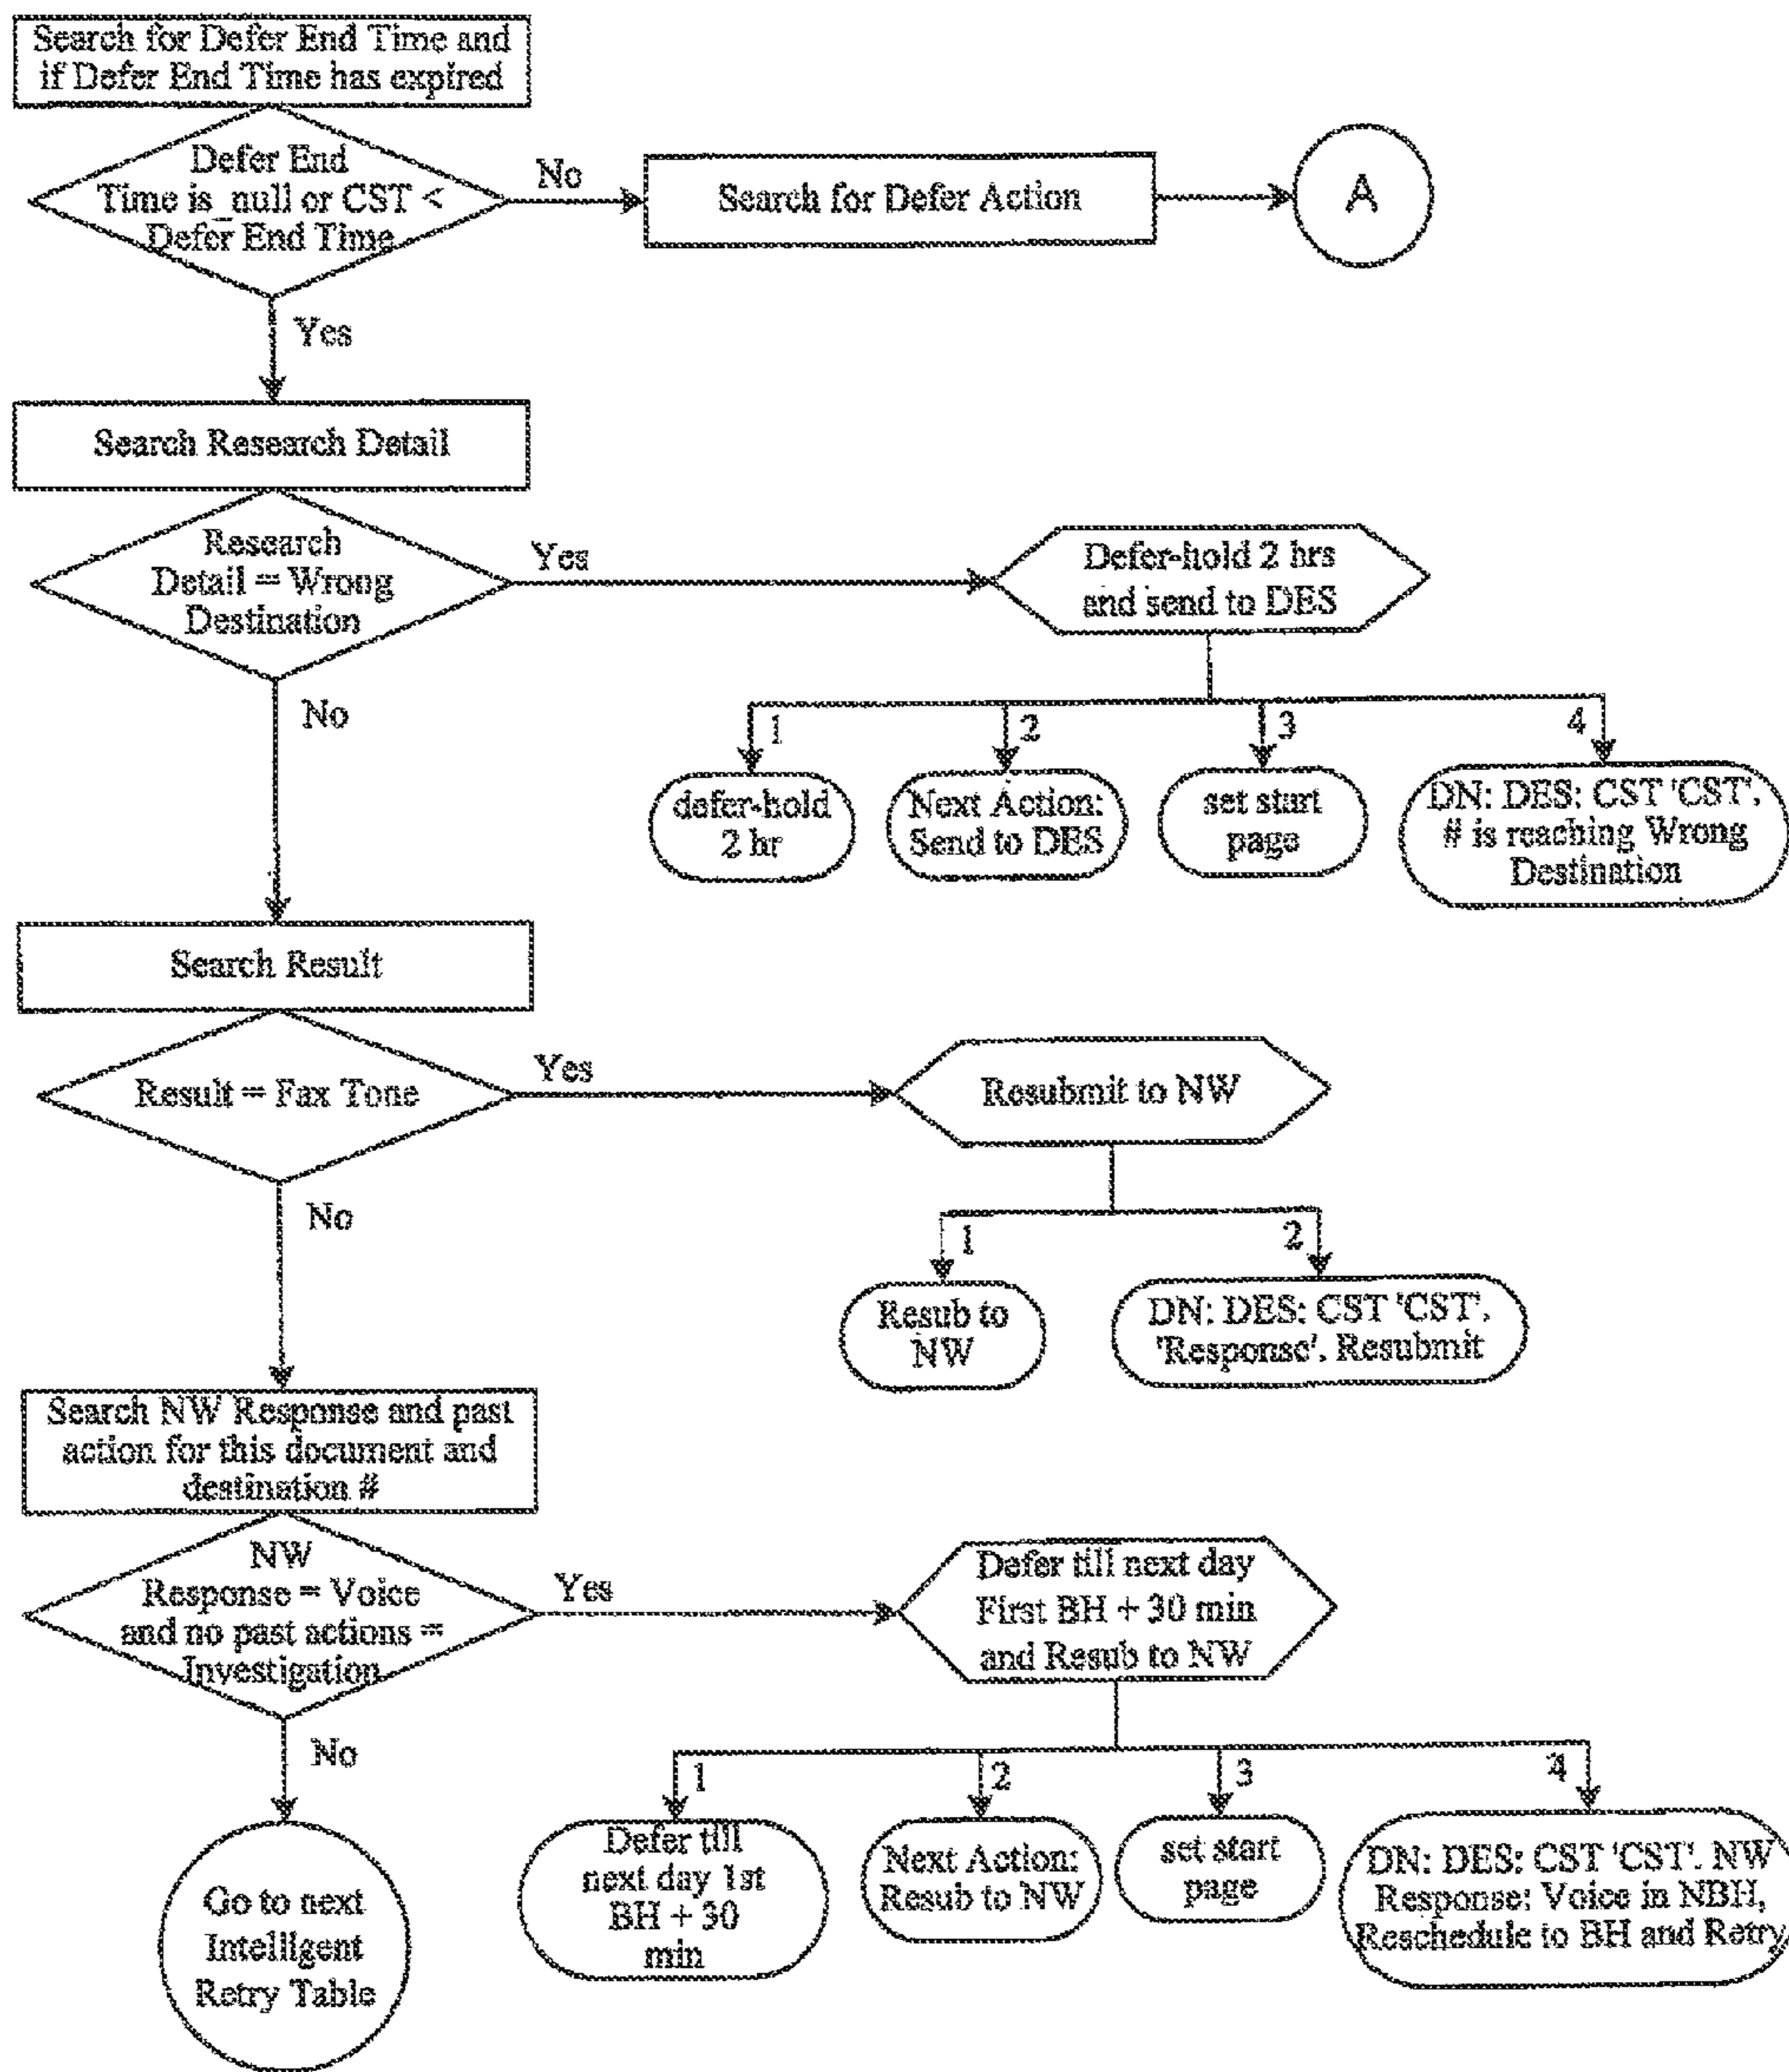 Search for Defer End Time and
if Defer End Time has expired
Defer End
Time is_null or CST <
Defer End Time
No
Search for Defer Action
A
Yes
Search Research Detail
Research
Detail = Wrong
Destination
Yes
Defer-hold 2 hrs
and send to DES
No
1
2
3
4
defer-hold
2 hr
Next Action:
Send to DES
set start
page
DN: DES: CST 'CST'.
# is reaching Wrong
Destination
Search Result
Result = Fax Tone
Yes
Resubmit to NW
No
1
2
Resub to
NW
DN: DES: CST 'CST'.
'Response'. Resubmit
Search NW Response and past
action for this document and
destination #
NW
Response = Voice
and no past actions =
Investigation
Yes
Defer till next day
First BH + 30 min
and Resub to NW
No
1
2
3
4
Defer till
next day 1st
BH + 30
min
Next Action:
Resub to NW
set start
page
DN: DES: CST 'CST'. NW
Response: Voice in NBH,
Reschedule to BH and Retry
Go to next
Intelligent
Retry Table